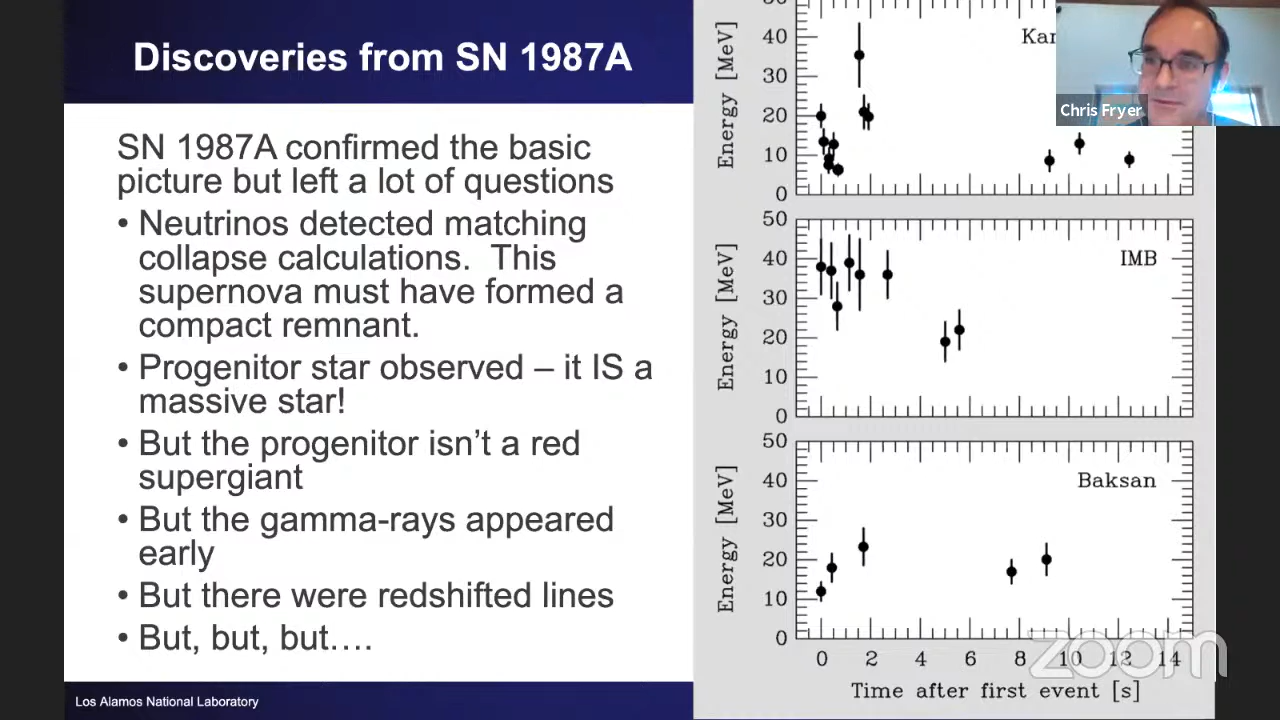 Discoveries from SN 1987A
SN 1987A confirmed the basic
picture but left a lot of questions
• Neutrinos detected matching
collapse calculations.  This
supernova must have formed a
compact remnant.
• Progenitor star observed – it IS a
massive star!
• But the progenitor isn't a red
supergiant
• But the gamma-rays appeared
early
• But there were redshifted lines
• But, but, but….
Los Alamos National Laboratory
Energy [MeV]
40
30
20
10
0
Chris Fryer
Energy [MeV]
50
40
30
20
10
0
IMB
Energy [MeV]
50
40
30
20
10
0
Baksan
0 2 4 6 8 10 12 14
Time after first event [s]
zoom